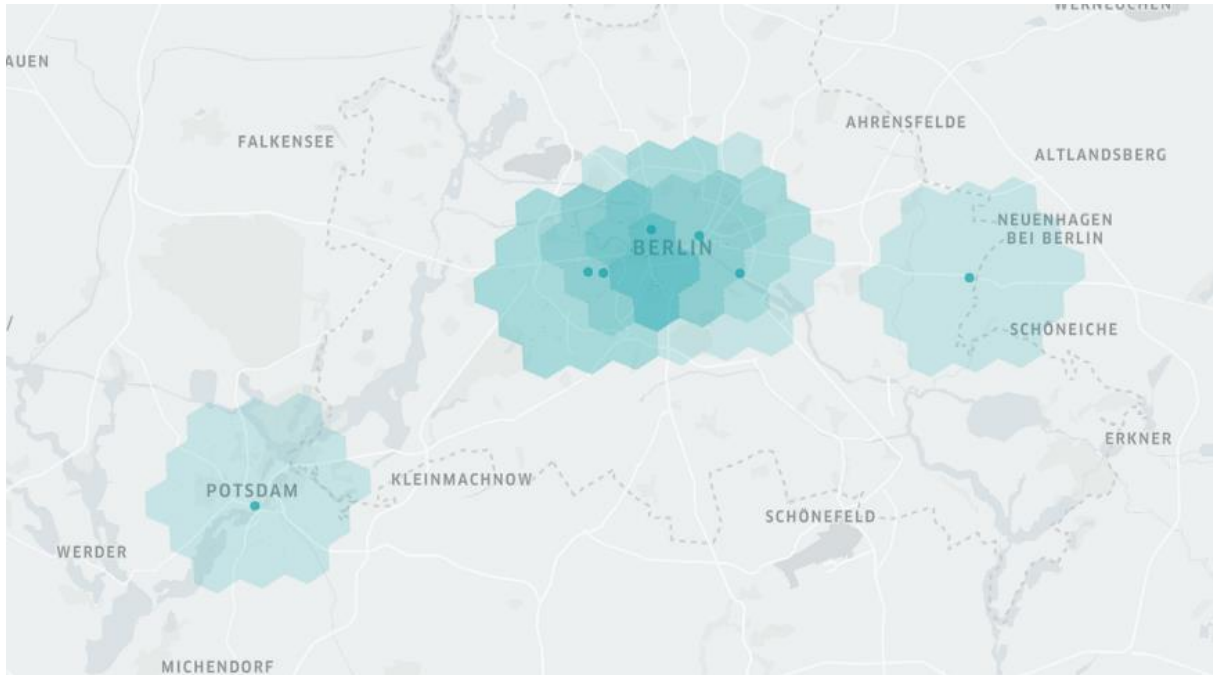 AUEN
FALKENSEE
AHRENSFELDE
ALTLANDSBERG
NEUENHAGEN
BEI BERLIN
BERLIN
SCHÖNEICHE
ERKNER
KLEINMACHNOW
POTSDAM
SCHÖNEFELD
WERDER
MICHENDORF